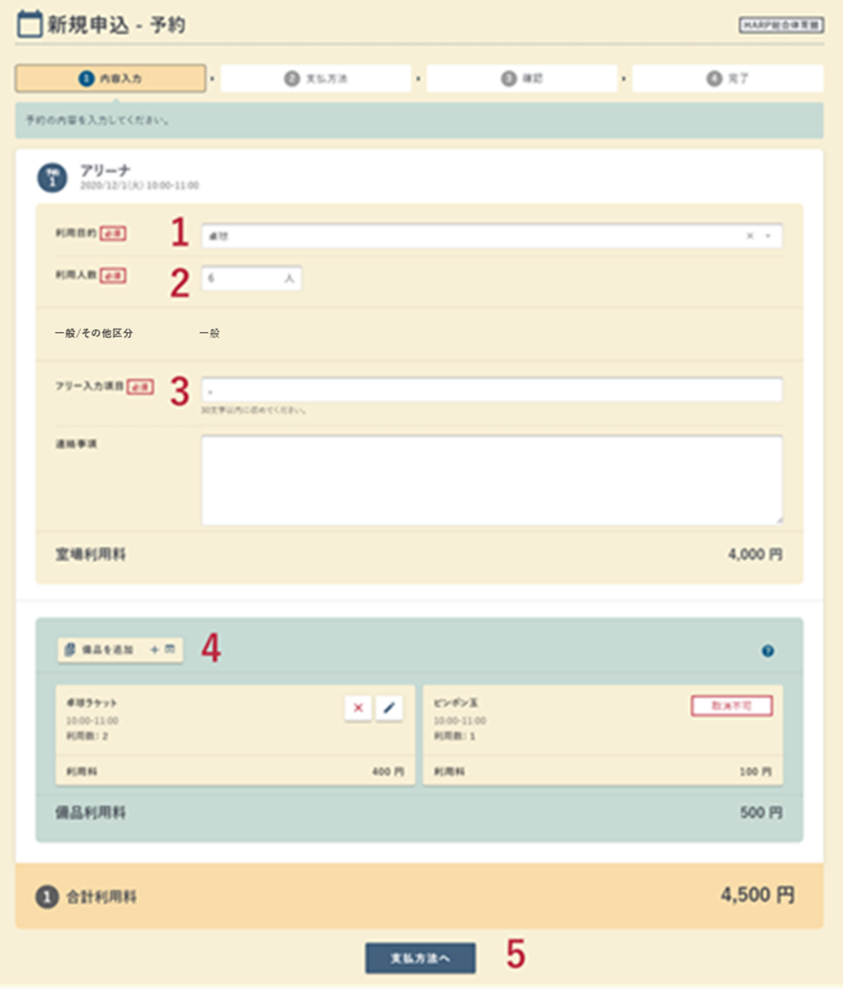 新規申込 - 予約
HARP総合体育館
1 内容入力
2 支払方法
3 確認
4 完了
予約の内容を入力してください。
予約 1
アリーナ
2020/12/1(火) 10:00-11:00
利用目的 必須
1
卓球
利用人数 必須
2
6 人
一般/その他区分
一般
フリー入力項目 必須
3
30文字以内に収めてください。
連絡事項
室場利用料
4,000 円
備品を追加
4
卓球ラケット
10:00-11:00
利用数: 2
利用料
400 円
ピンポン玉
取消不可
10:00-11:00
利用数: 1
利用料
100 円
備品利用料
500 円
1 合計利用料
4,500 円
支払方法へ
5